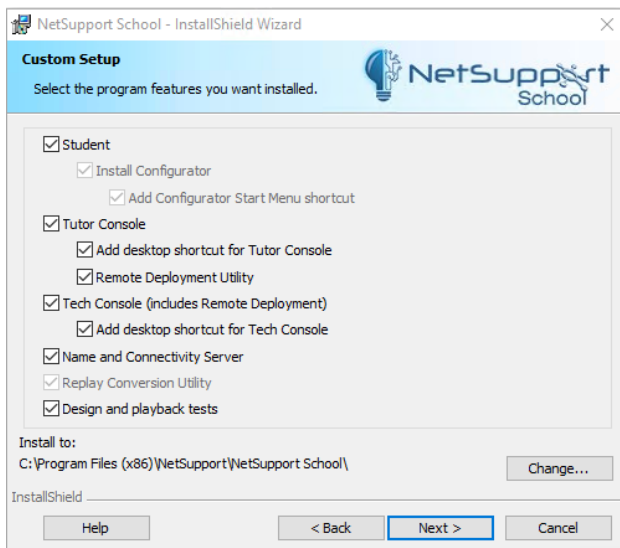 NetSupport School - InstallShield Wizard
Custom Setup
Select the program features you want installed.
NetSupport
School
Student
Install Configurator
Add Configurator Start Menu shortcut
Tutor Console
Add desktop shortcut for Tutor Console
Remote Deployment Utility
Tech Console (includes Remote Deployment)
Add desktop shortcut for Tech Console
Name and Connectivity Server
Replay Conversion Utility
Design and playback tests
Install to:
C:\Program Files (x86)\NetSupport\NetSupport School\
Change...
InstallShield
Help < Back Next > Cancel